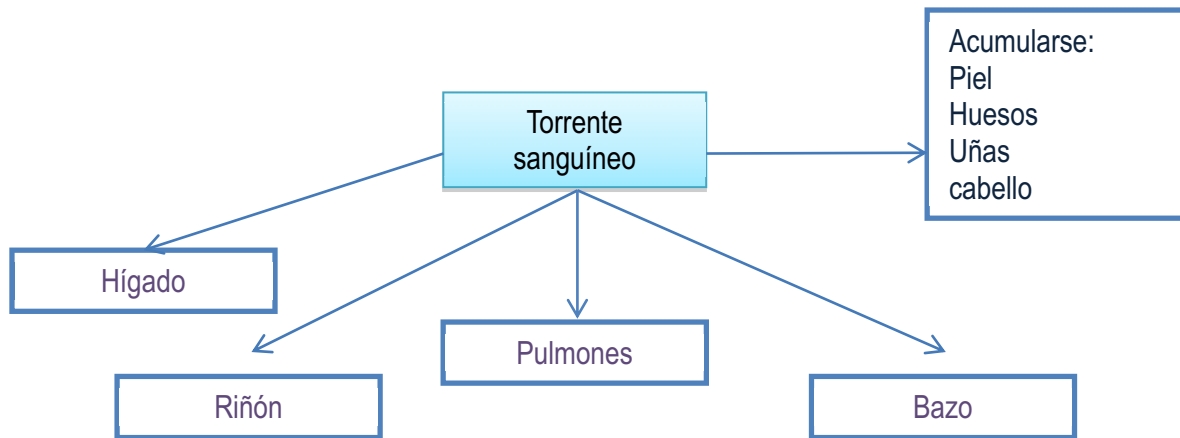 Acumularse:
Piel
Huesos
Uñas
cabello
Torrente
sanguíneo
Hígado
Pulmones
Riñón
Bazo